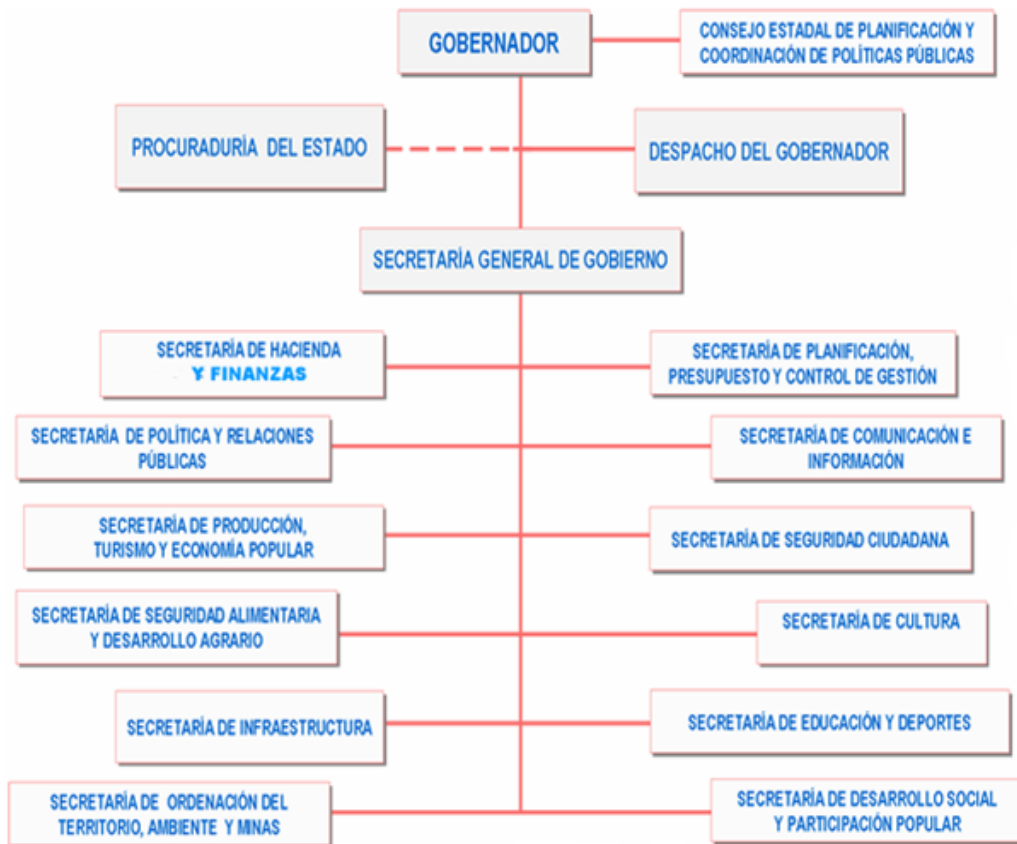 GOBERNADOR
CONSEJO ESTADAL DE PLANIFICACIÓN Y
COORDINACIÓN DE POLÍTICAS PÚBLICAS
PROCURADURÍA DEL ESTADO
DESPACHO DEL GOBERNADOR
SECRETARÍA GENERAL DE GOBIERNO
SECRETARÍA DE HACIENDA
Y FINANZAS
SECRETARÍA DE PLANIFICACIÓN,
PRESUPUESTO Y CONTROL DE GESTIÓN
SECRETARÍA DE POLÍTICA Y RELACIONES
PÚBLICAS
SECRETARÍA DE COMUNICACIÓN E
INFORMACIÓN
SECRETARÍA DE PRODUCCIÓN,
TURISMO Y ECONOMÍA POPULAR
SECRETARÍA DE SEGURIDAD CIUDADANA
SECRETARÍA DE SEGURIDAD ALIMENTARIA
Y DESARROLLO AGRARIO
SECRETARÍA DE CULTURA
SECRETARÍA DE INFRAESTRUCTURA
SECRETARÍA DE EDUCACIÓN Y DEPORTES
SECRETARÍA DE ORDENACIÓN DEL
TERRITORIO, AMBIENTE Y MINAS
SECRETARÍA DE DESARROLLO SOCIAL
Y PARTICIPACIÓN POPULAR